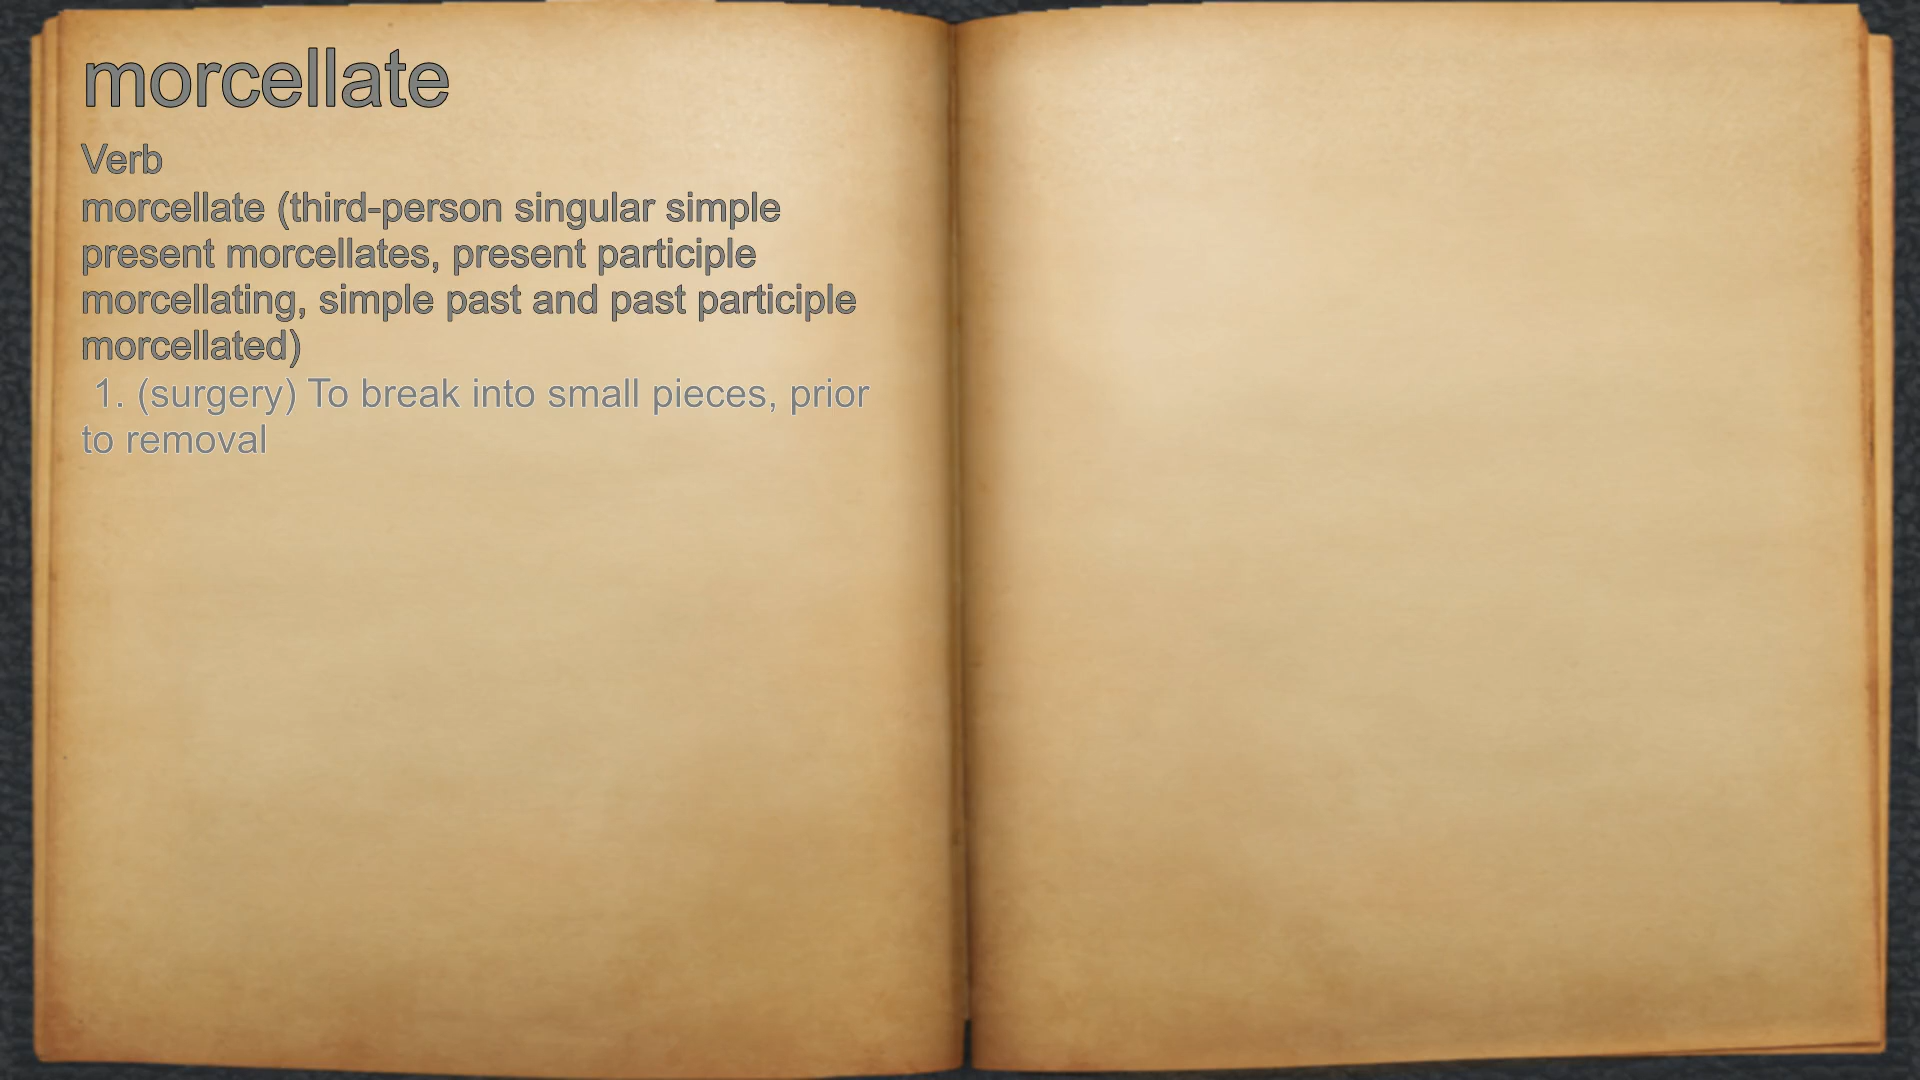 morcellate
Verb
morcellate (third-person singular simple
present morcellates, present participle
morcellating, simple past and past participle
morcellated)
1. (surgery) To break into small pieces, prior
to removal